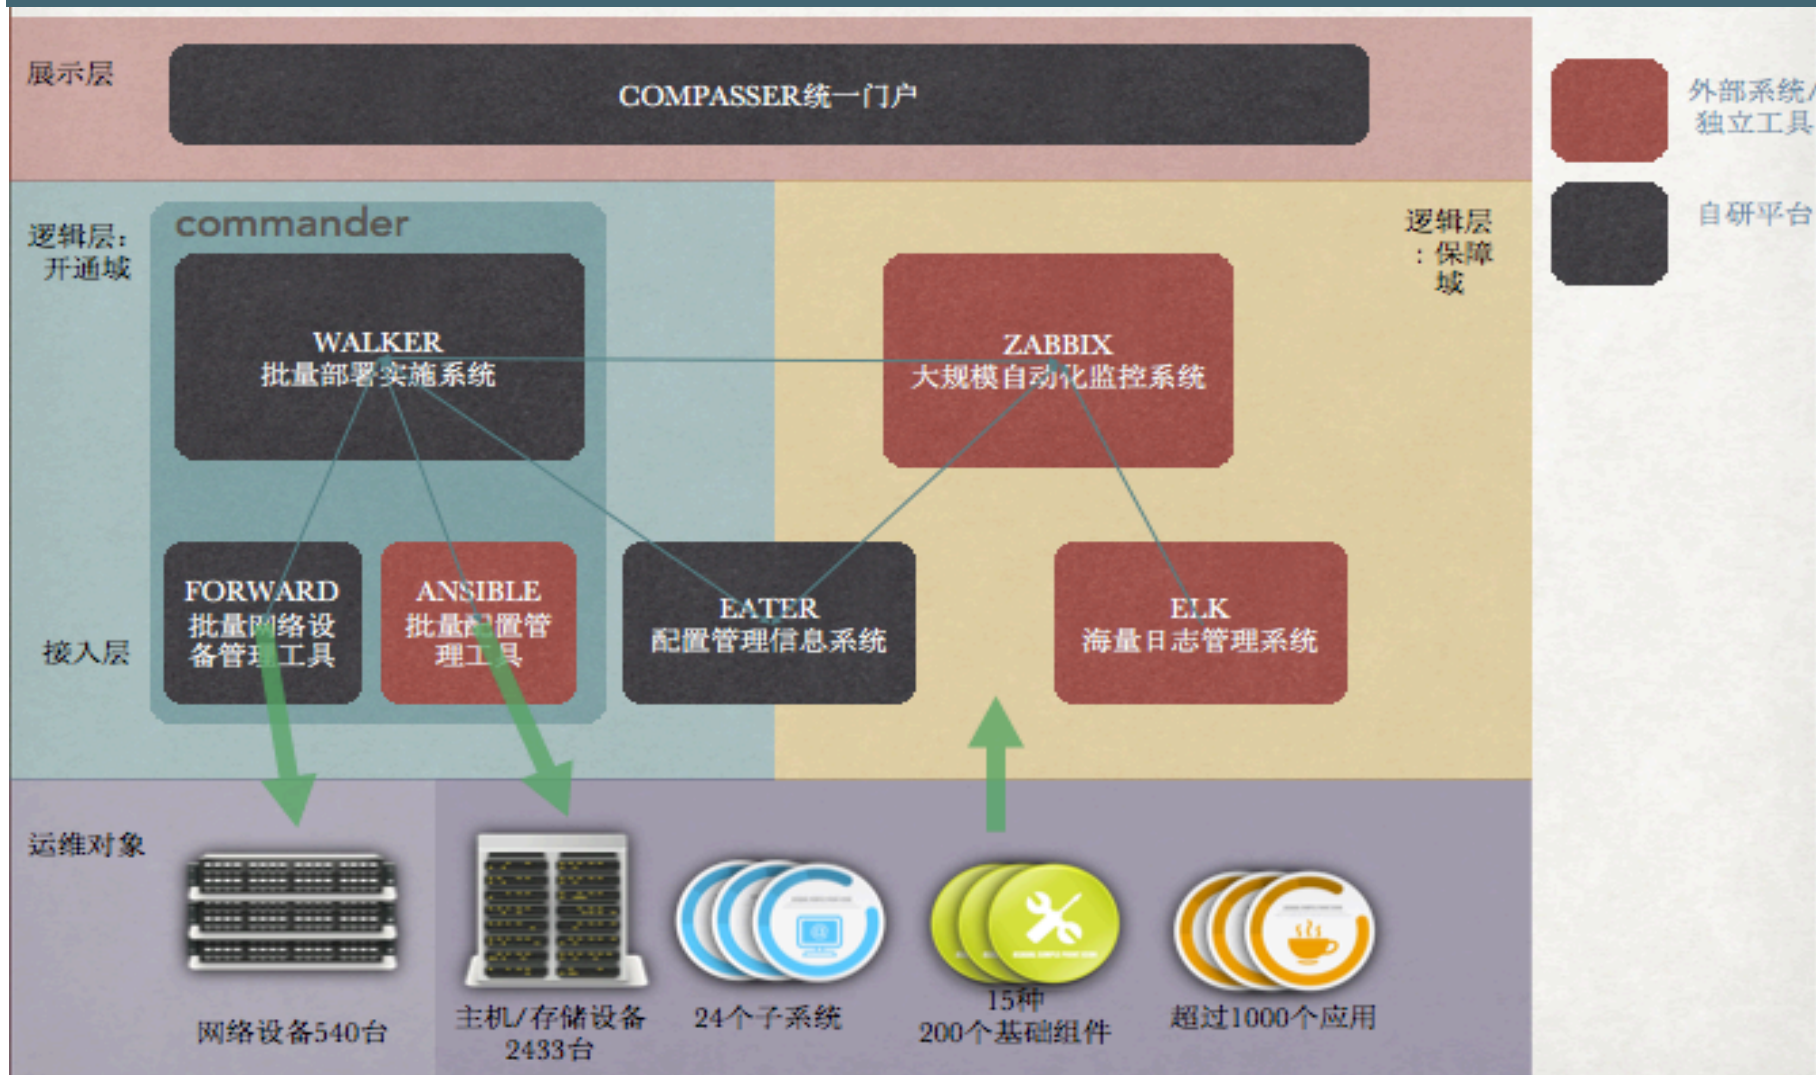 展示层
COMPASSER统一门户
外部系统/
独立工具
自研平台
逻辑层：
开通域
commander
WALKER
批量部署实施系统
ZABBIX
大规模自动化监控系统
逻辑层
：保障
域
接入层
FORWARD
批量网络设
备管理工具
ANSIBLE
批量配置管
理工具
EATER
配置管理信息系统
ELK
海量日志管理系统
运维对象
网络设备540台
主机/存储设备
2433台
24个子系统
15种
200个基础组件
超过1000个应用